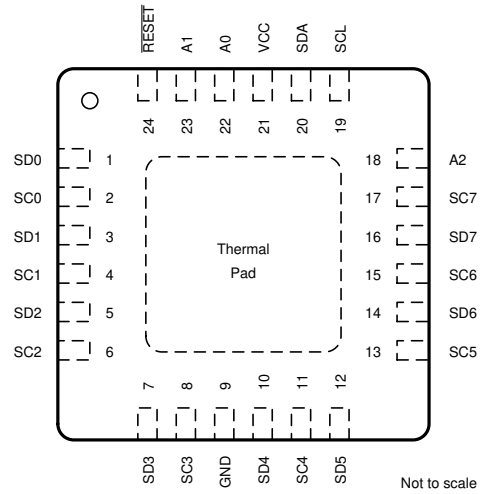 RESET A1 A0 VCC SDA SCL
24 23 22 21 20 19
SD0 1 18 A2
SC0 2 17 SC7
SD1 3 16 SD7
Thermal
SC1 4 15 SC6
Pad
SD2 5 14 SD6
SC2 6 13 SC5
7 8 9 10 11 12
SD3 SC3 GND SD4 SC4 SD5
Not to scale